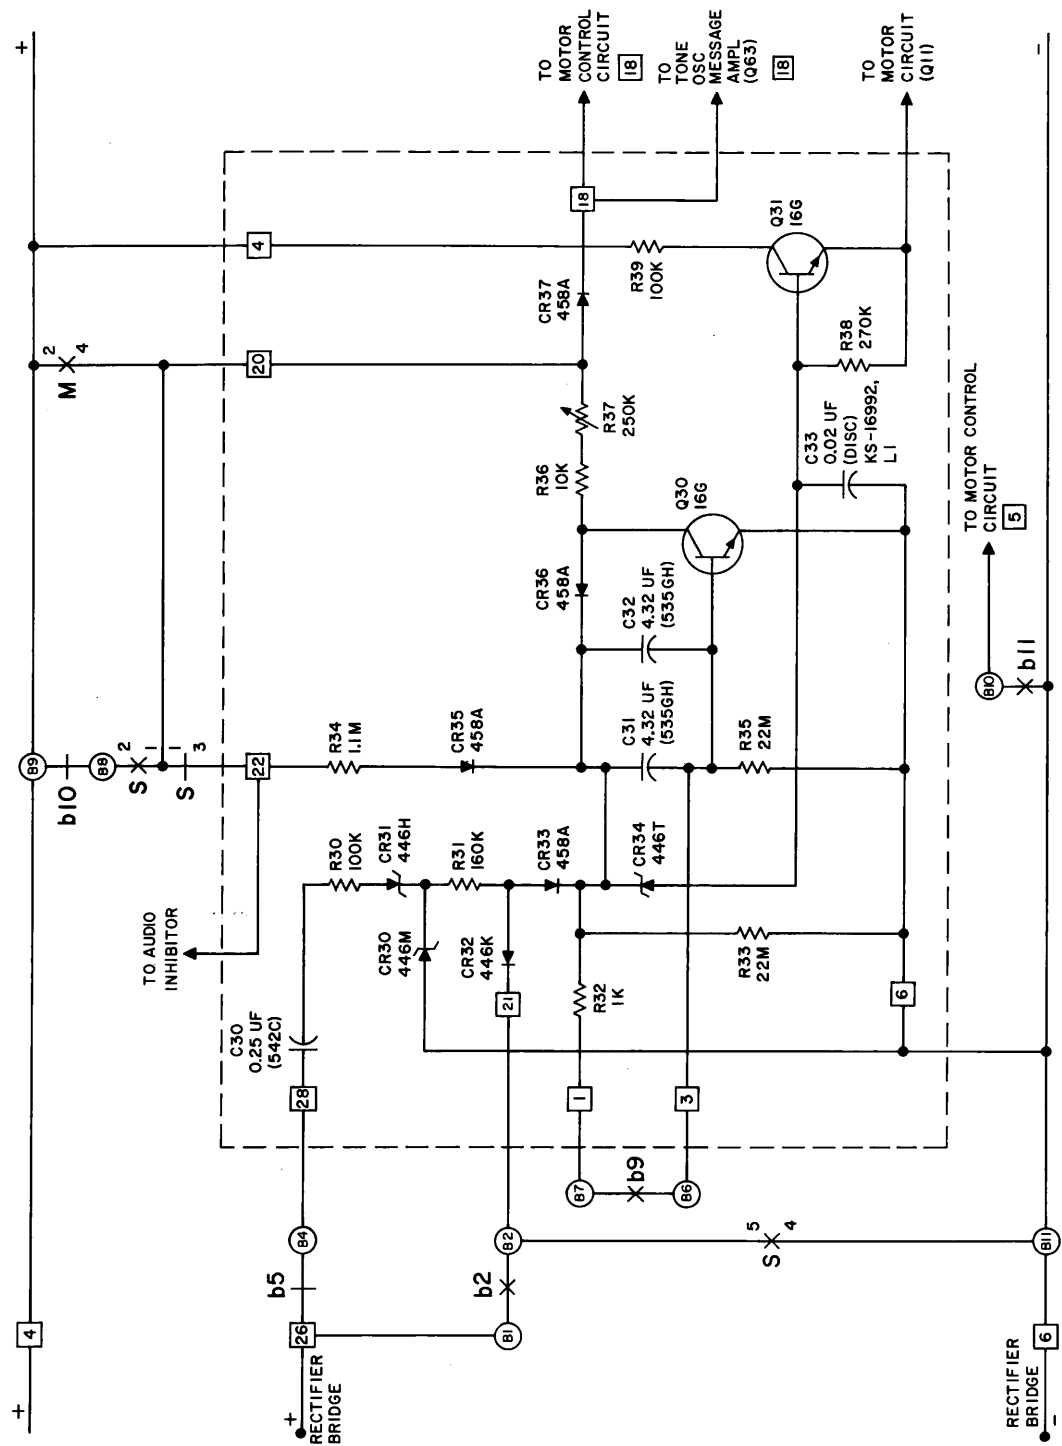 +
4
B9
+
b10
B8
2
S
1
1
S
3
M
2
4
22
20
4
TO AUDIO
INHIBITOR
C30
0.25 UF
(542C)
+
RECTIFIER
BRIDGE
26
b5
B4
28
R30
100K
CR31
446H
R34
1.1M
CR30
446M
R31
160K
CR35
458A
CR32
446K
B1
b2
B2
21
CR33
458A
CR36
458A
R36
10K
R37
250K
CR37
458A
18
TO
MOTOR
CONTROL
CIRCUIT
18
B7
1
R32
1K
b9
B6
3
CR34
446T
C31
4.32 UF
(535GH)
C32
4.32 UF
(535GH)
Q30
16G
R39
100K
TO
TONE
OSC
MESSAGE
AMPL
(Q63)
18
S
5
4
R33
22M
R35
22M
C33
0.02 UF
(DISC)
KS-16992,
L1
R38
270K
Q31
16G
6
TO
MOTOR
CIRCUIT
(Q11)
B10
TO MOTOR CONTROL
CIRCUIT
5
b11
RECTIFIER
BRIDGE
-
6
B11
-